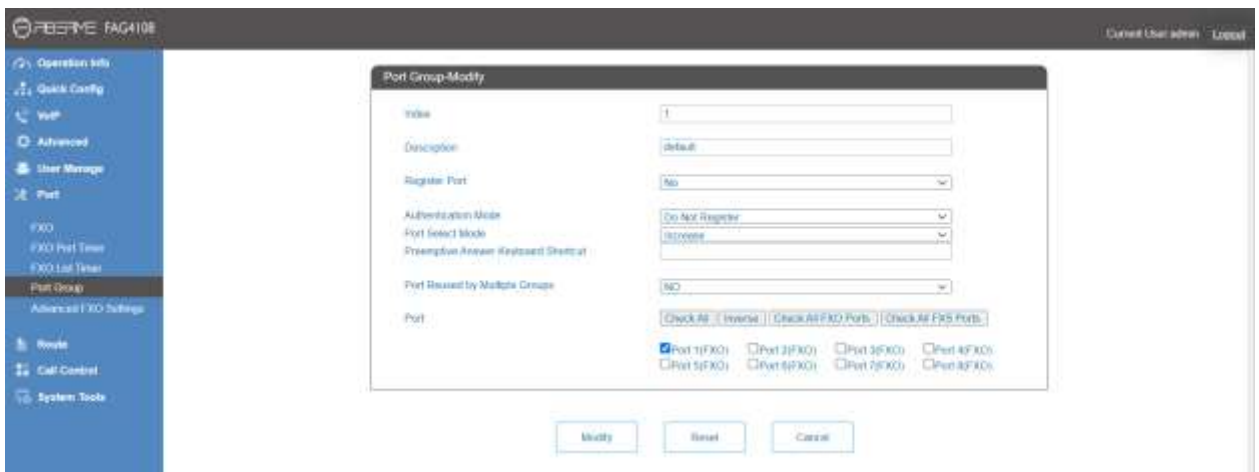 FIBERME FAG4108
Current User admin Logout
Operation Info
Quick Config
VoIP
Advanced
User Manage
Port
FXO
FXO Port Timer
FXO List Timer
Port Group
Advanced FXO Settings
Route
Call Control
System Tools
Port Group-Modify
Index 1
Description default
Register Port No
Authentication Mode Do Not Register
Port Select Mode Increase
Preemptive Answer Keyboard Shortcut
Port Reused by Multiple Groups NO
Port Check All Inverse Check All FXO Ports Check All FXS Ports
Port 1(FXO) Port 2(FXO) Port 3(FXO) Port 4(FXO)
Port 5(FXO) Port 6(FXO) Port 7(FXO) Port 8(FXO)
Modify Reset Cancel